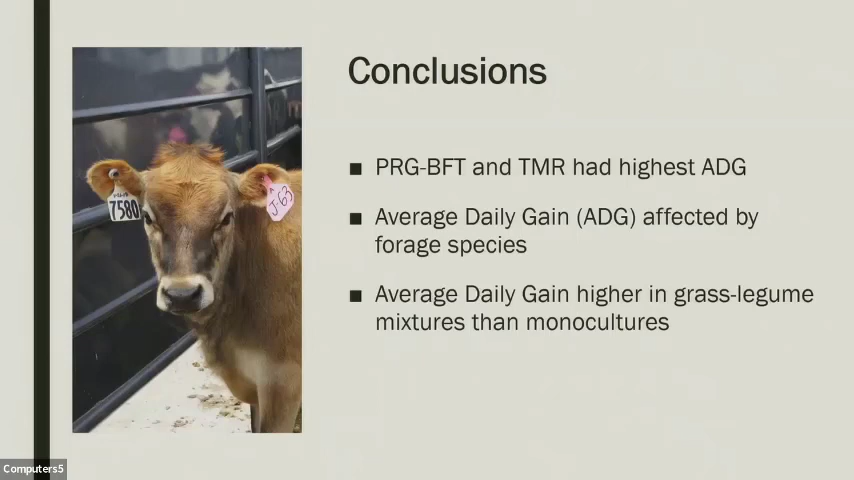 Conclusions
▪ PRG-BFT and TMR had highest ADG
▪ Average Daily Gain (ADG) affected by
forage species
▪ Average Daily Gain higher in grass-legume
mixtures than monocultures
7580
J-63
Computers5